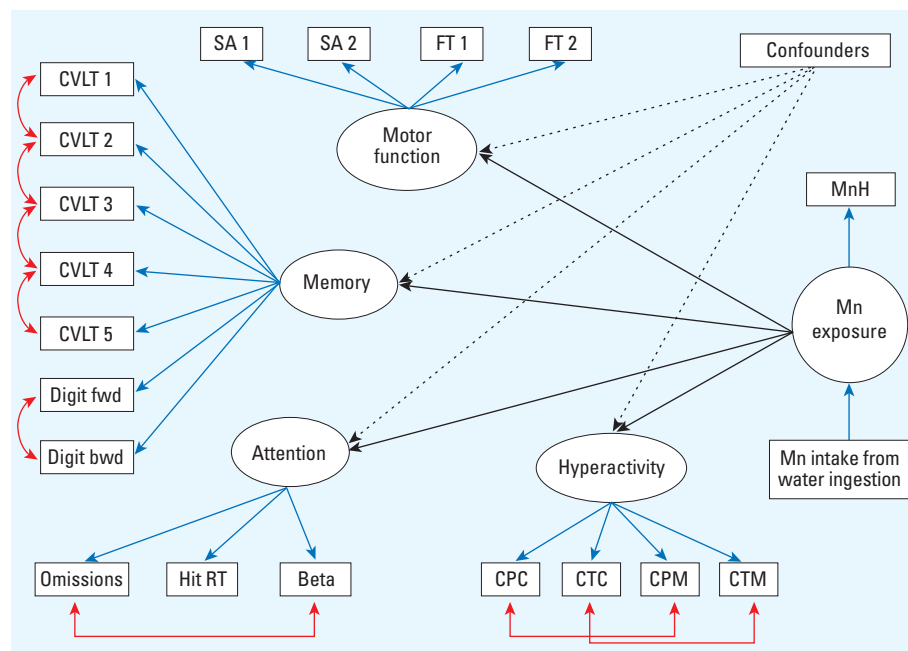 SA 1
SA 2
FT 1
FT 2
Confounders
CVLT 1
CVLT 2
CVLT 3
CVLT 4
CVLT 5
Digit fwd
Digit bwd
Motor
function
Memory
MnH
Mn
exposure
Mn intake from
water ingestion
Attention
Hyperactivity
Omissions
Hit RT
Beta
CPC
CTC
CPM
CTM